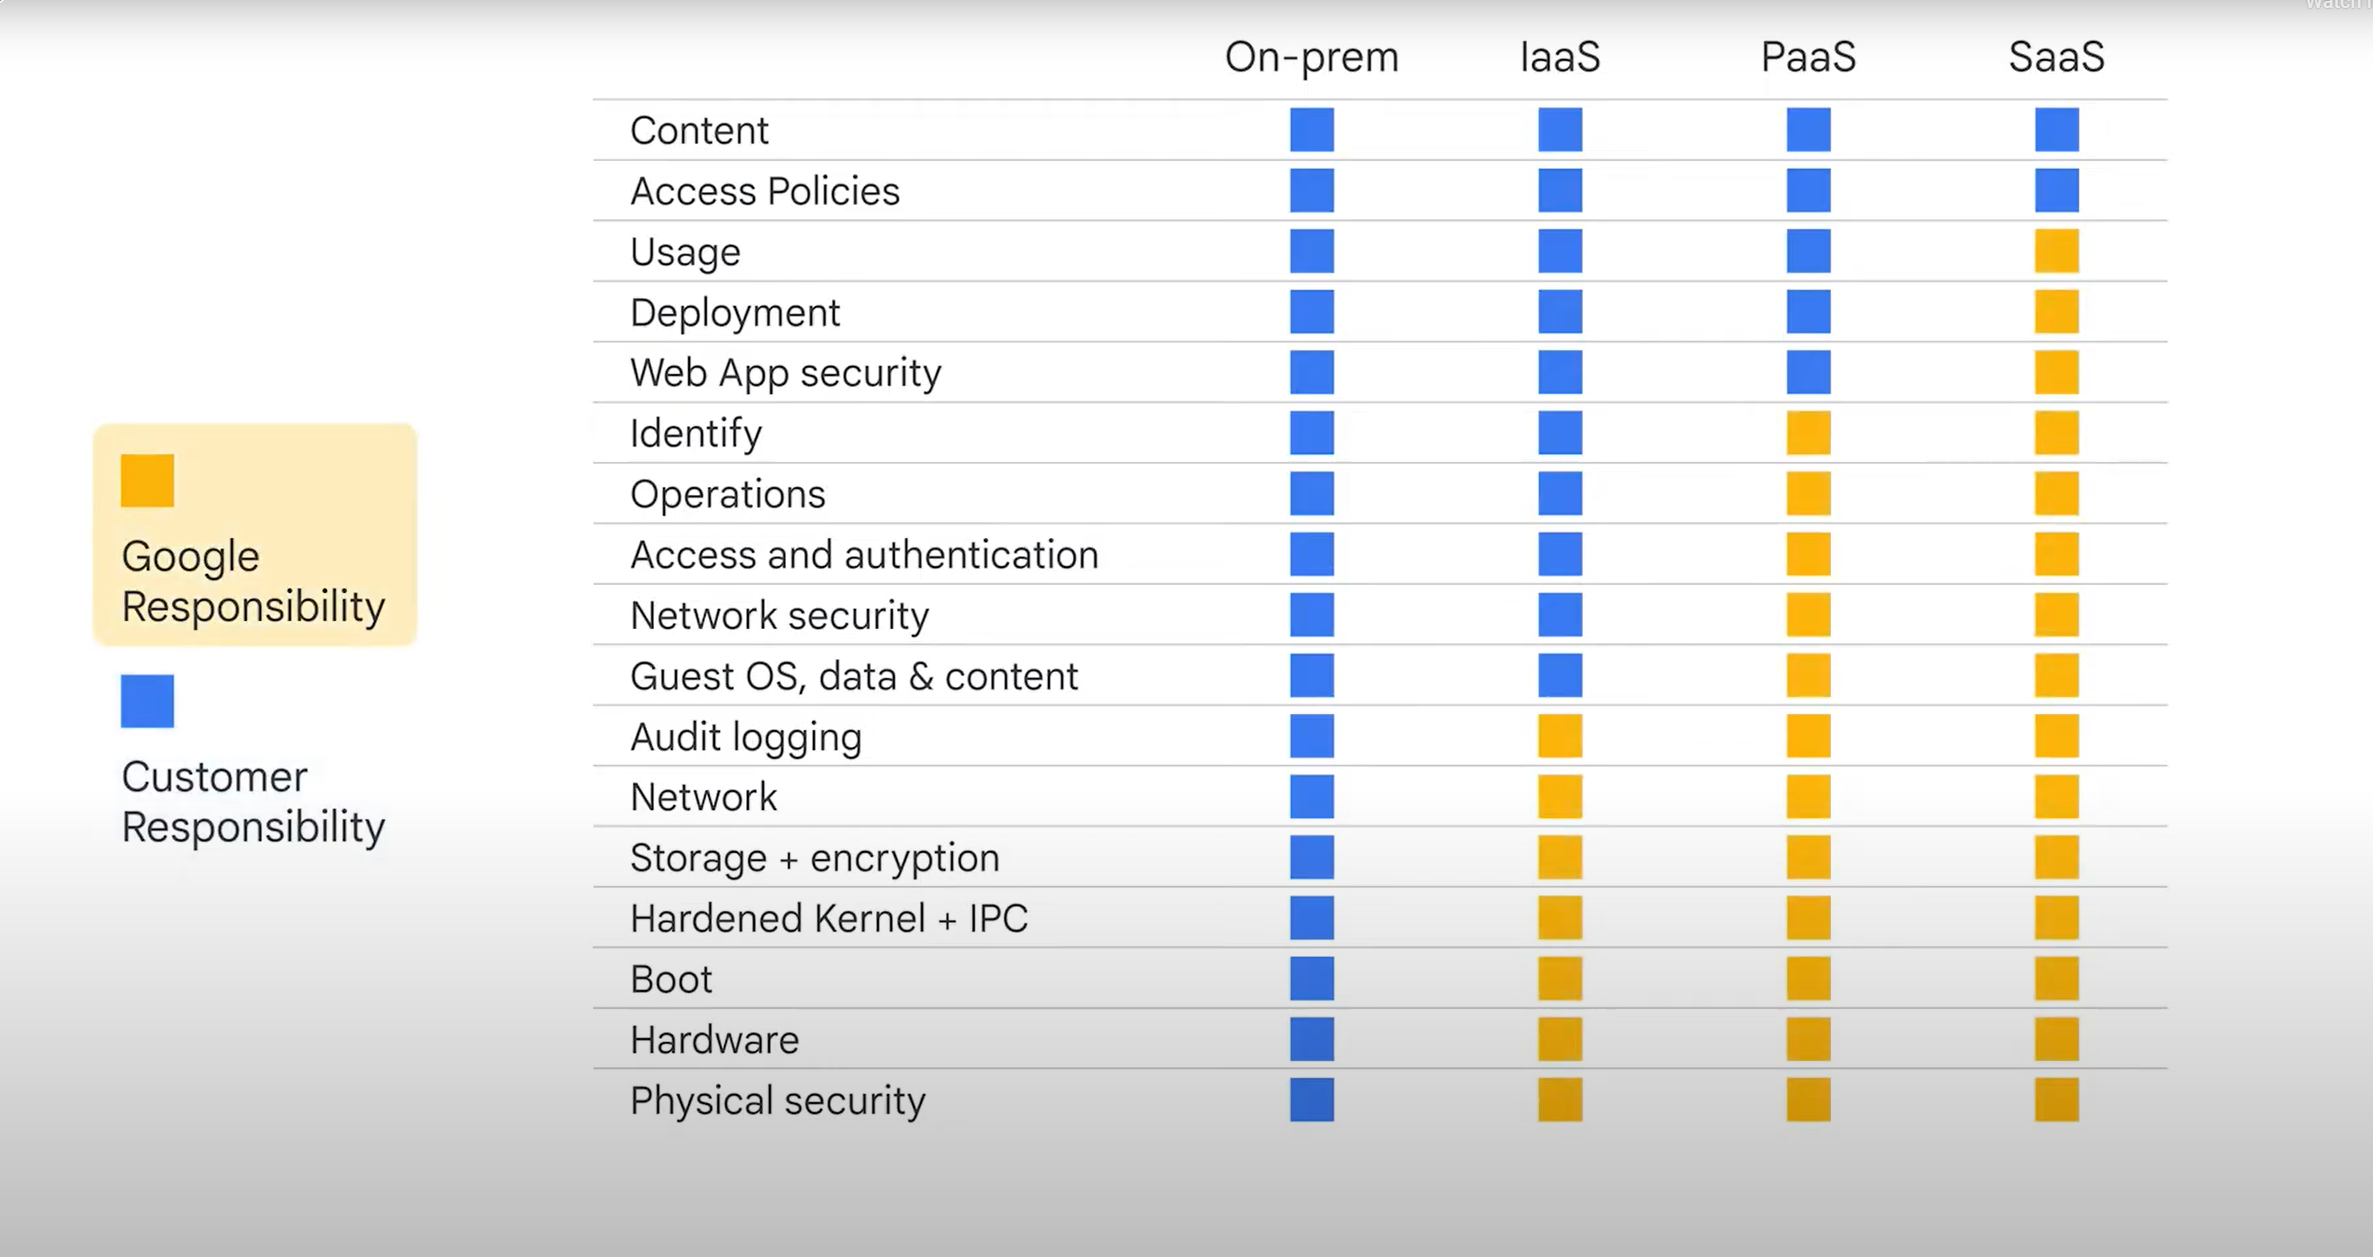 On-prem IaaS PaaS SaaS
Content
Access Policies
Usage
Deployment
Web App security
Identify
Operations
Access and authentication
Network security
Guest OS, data & content
Audit logging
Network
Storage + encryption
Hardened Kernel + IPC
Boot
Hardware
Physical security
Google
Responsibility
Customer
Responsibility